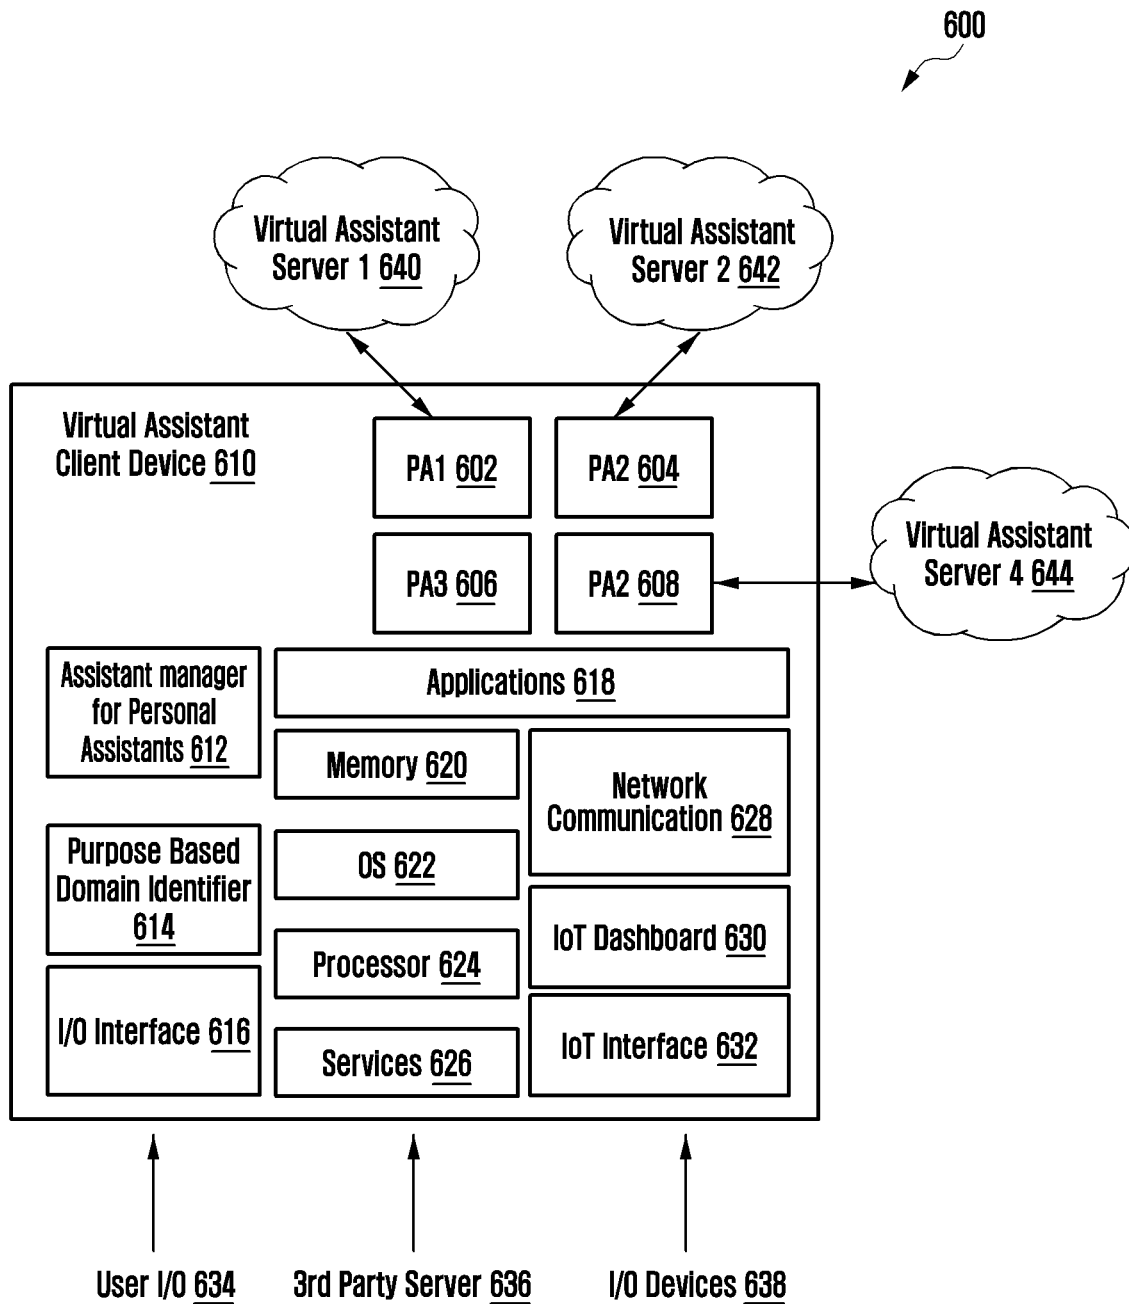 600
Virtual Assistant
Server 1 640
Virtual Assistant
Server 2 642
Virtual Assistant
Client Device 610
PA1 602
PA2 604
PA3 606
PA2 608
Virtual Assistant
Server 4 644
Assistant manager
for Personal
Assistants 612
Applications 618
Memory 620
Network
Communication 628
Purpose Based
Domain Identifier
614
OS 622
IoT Dashboard 630
Processor 624
I/O Interface 616
IoT Interface 632
Services 626
User I/O 634
3rd Party Server 636
I/O Devices 638